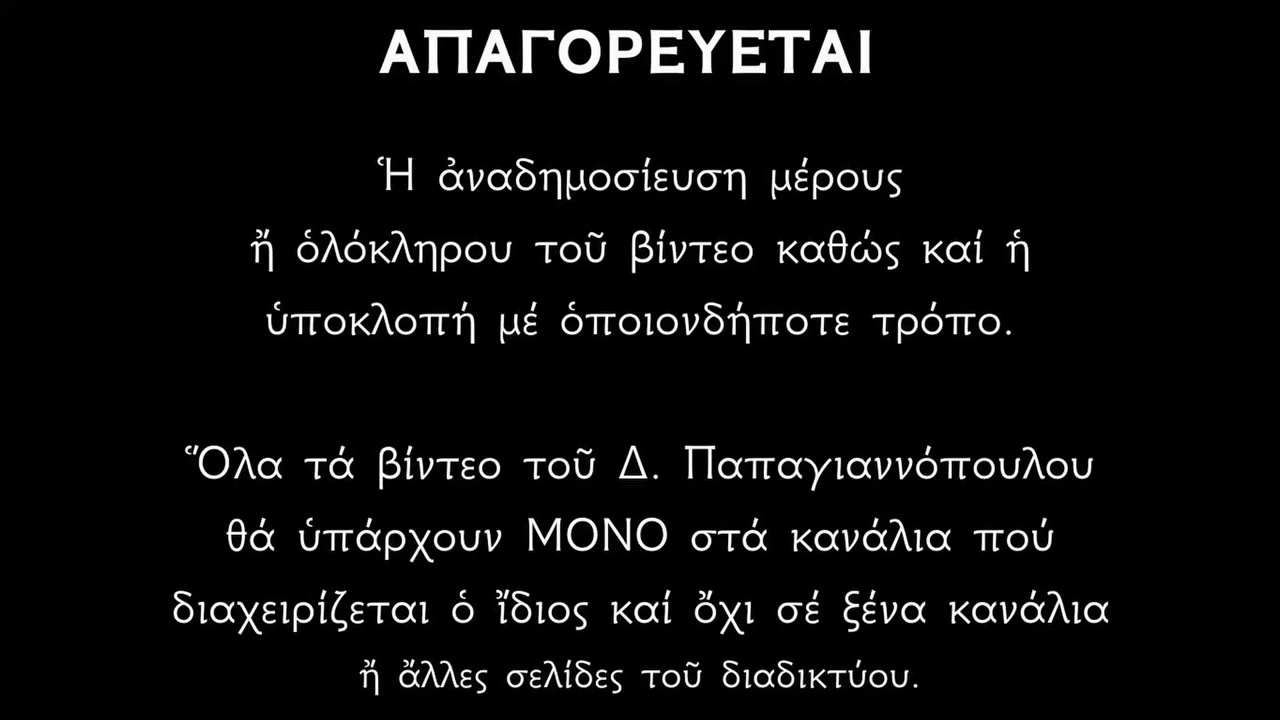 ΑΠΑΓΟΡΕΥΕΤΑΙ
Ἡ ἀναδημοσίευση μέρους
ἤ ὁλόκληρου τοῦ βίντεο καθώς καί ἡ
ὑποκλοπή μέ ὁποιονδήποτε τρόπο.
Ὅλα τά βίντεο τοῦ Δ. Παπαγιαννόπουλου
θά ὑπάρχουν ΜΟΝΟ στά κανάλια πού
διαχειρίζεται ὁ ἴδιος καί ὄχι σέ ξένα κανάλια
ἤ ἄλλες σελίδες τοῦ διαδικτύου.